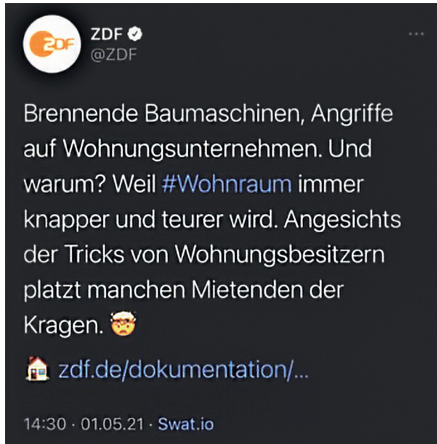 ZDF
ZDF
@ZDF
Brennende Baumaschinen, Angriffe
auf Wohnungsunternehmen. Und
warum? Weil #Wohnraum immer
knapper und teurer wird. Angesichts
der Tricks von Wohnungsbesitzern
platzt manchen Mietenden der
Kragen. 🤯
🏠 zdf.de/dokumentation/...
14:30 · 01.05.21 · Swat.io